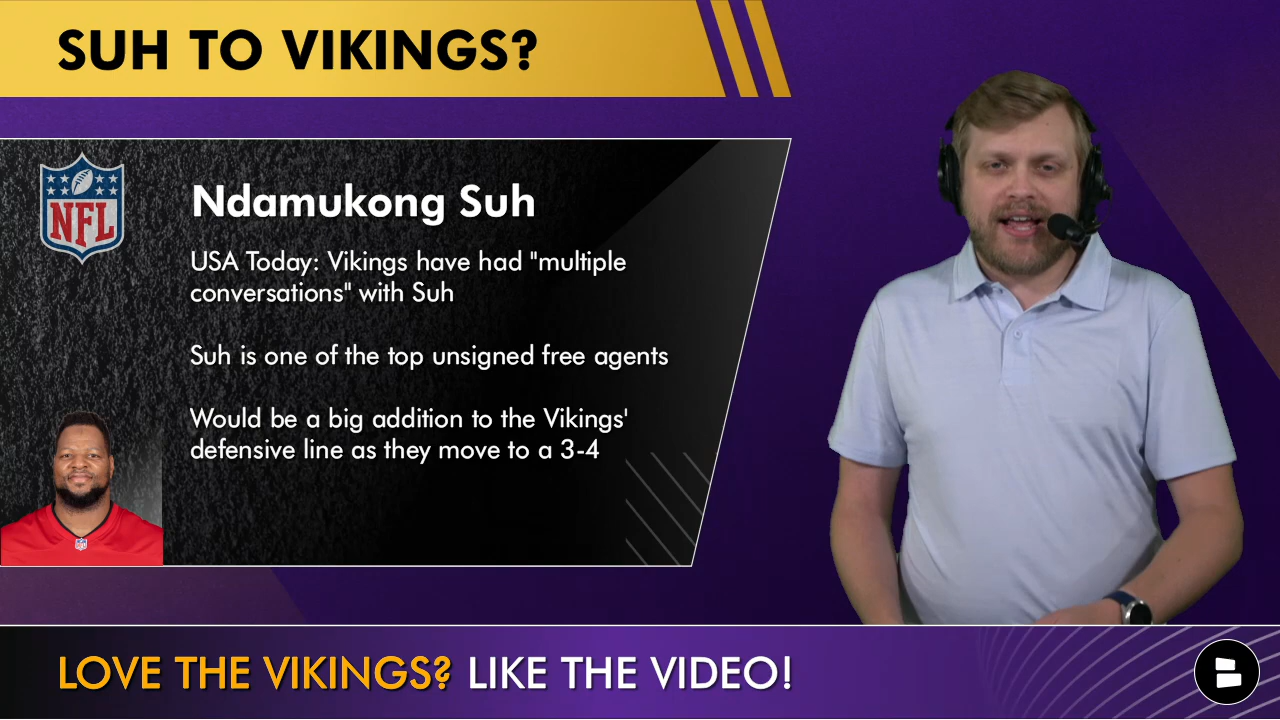 SUH TO VIKINGS?
NFL
Ndamukong Suh
USA Today: Vikings have had "multiple
conversations" with Suh
Suh is one of the top unsigned free agents
Would be a big addition to the Vikings'
defensive line as they move to a 3-4
LOVE THE VIKINGS? LIKE THE VIDEO!